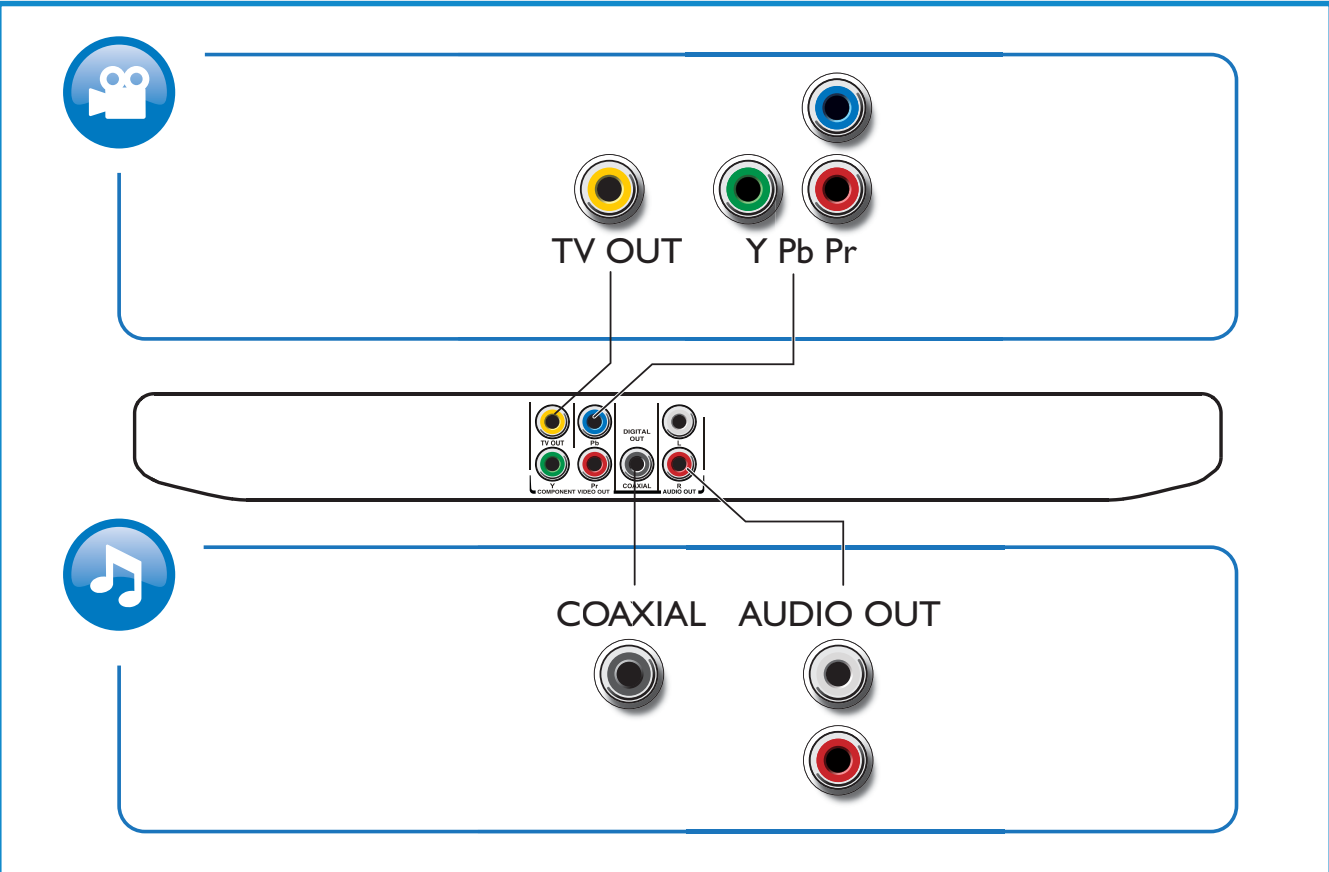 TV OUT
Y Pb Pr
TV OUT
Pb
DIGITAL
OUT
L
Y
Pr
COAXIAL
R
COMPONENT VIDEO OUT
AUDIO OUT
COAXIAL
AUDIO OUT